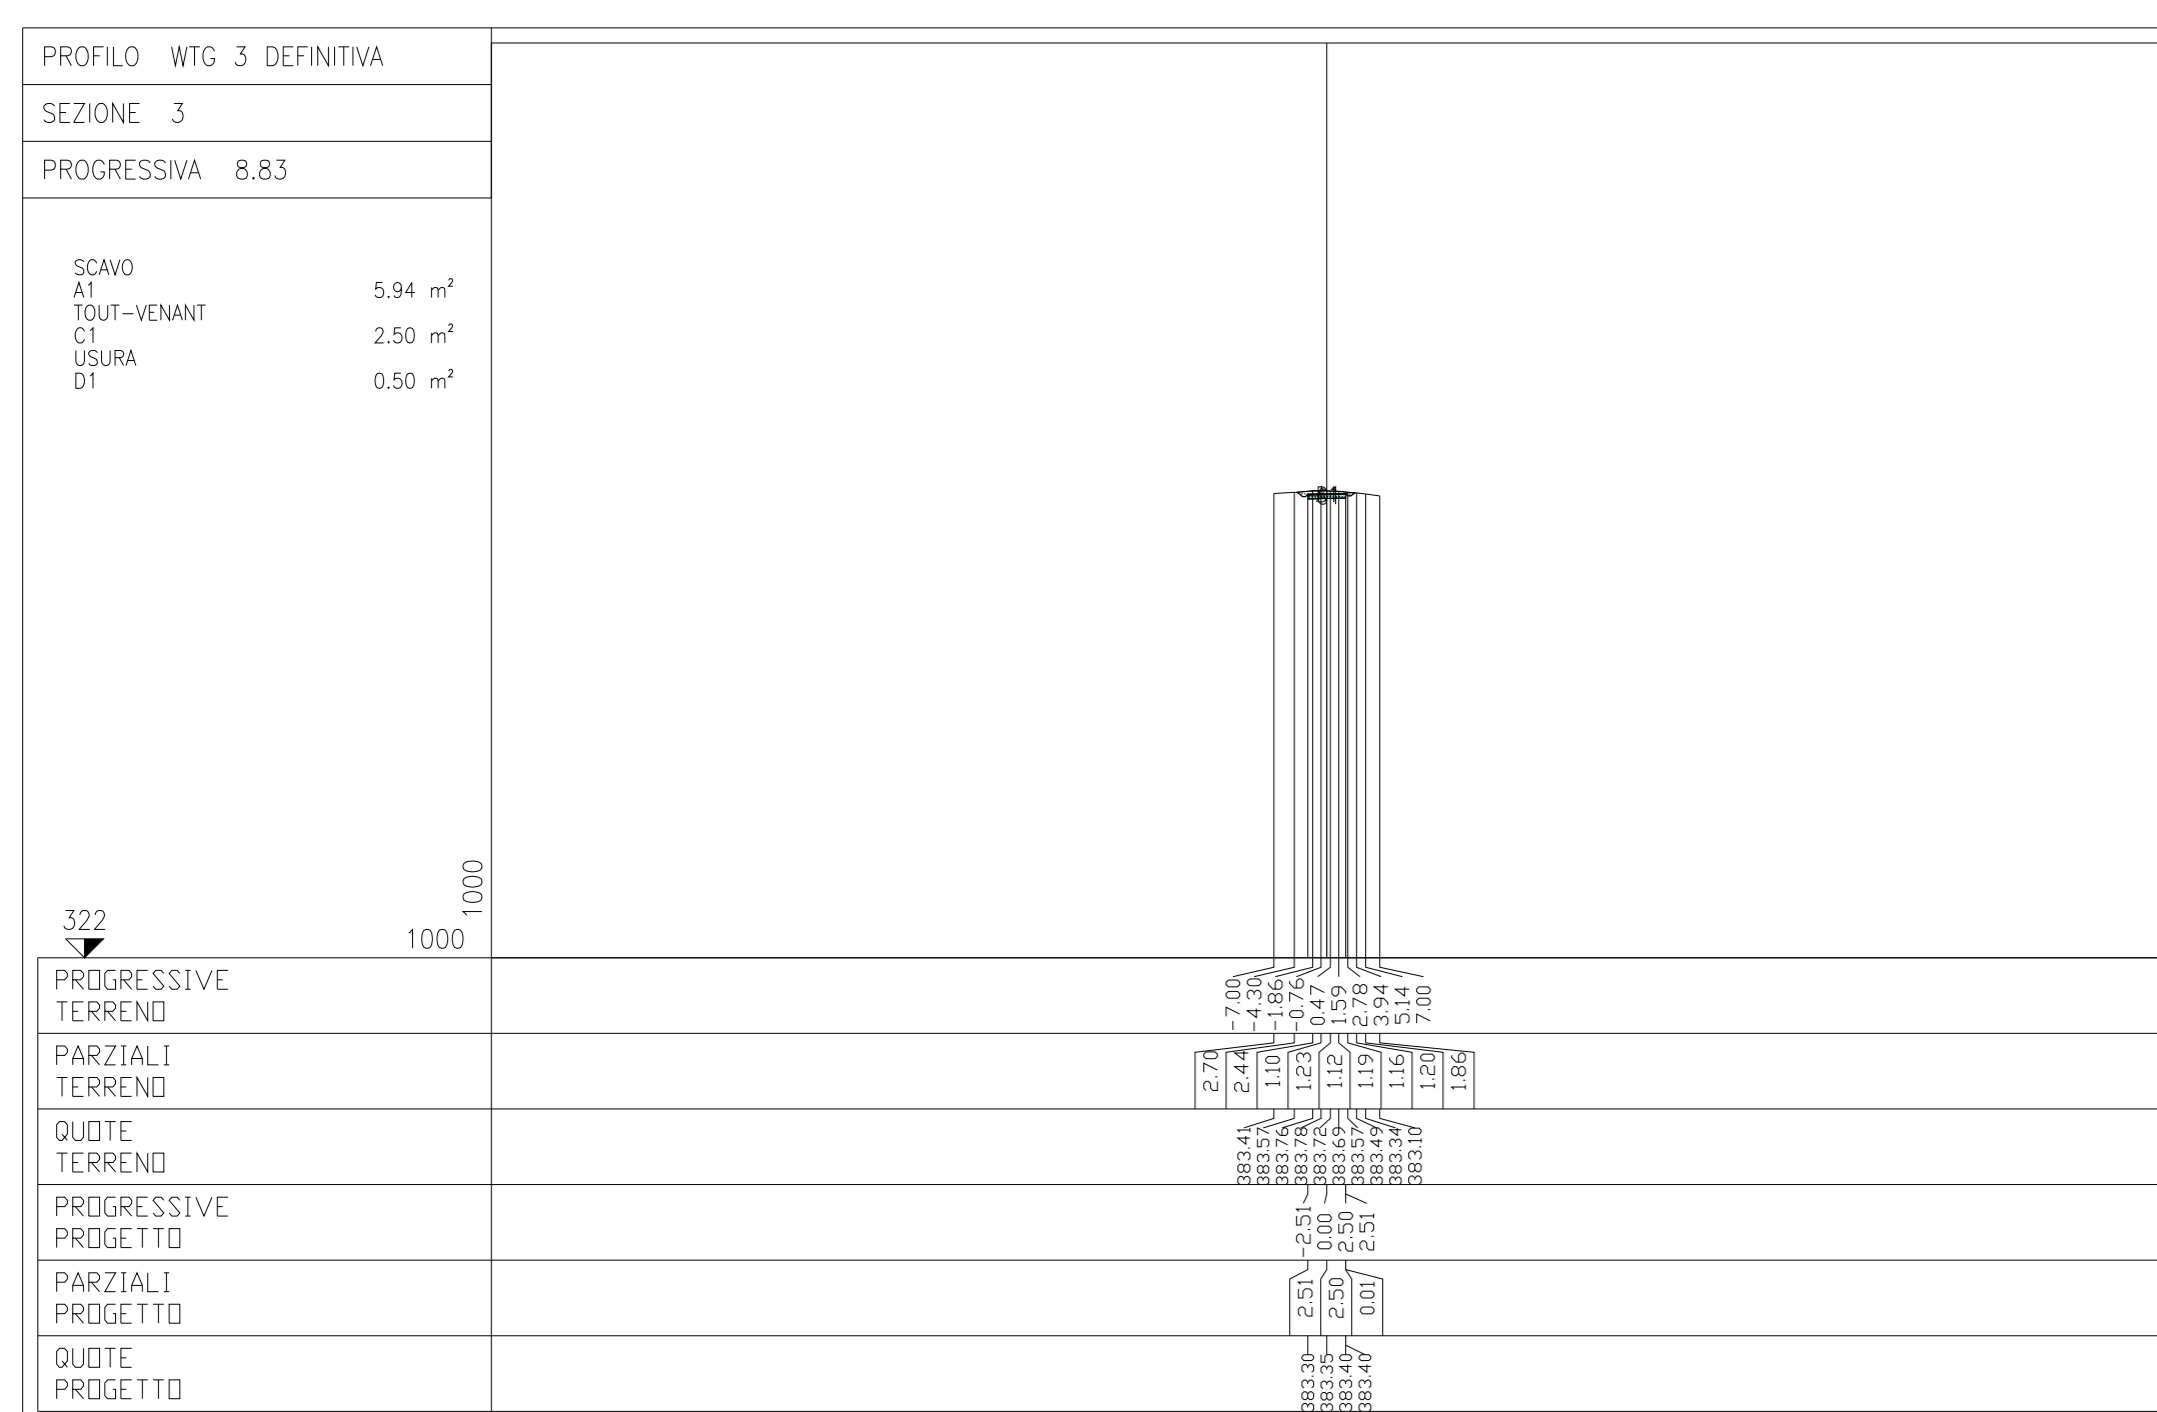 PROFILO WTG 3 DEFINITIVA
SEZIONE 3
PROGRESSIVA 8.83
SCAVO
A1 5.94 m²
TOUT-VENANT
C1 2.50 m²
USURA
D1 0.50 m²
1000
322
1000
PROGRESSIVE
TERRENO
-7.00 -4.30 -1.86 -0.76 0.47 1.59 2.78 3.94 5.14 7.00
PARZIALI
TERRENO
2.70 2.44 1.10 1.23 1.12 1.19 1.16 1.20 1.86
QUOTE
TERRENO
383.41 383.57 383.76 383.78 383.72 383.69 383.57 383.49 383.34 383.10
PROGRESSIVE
PROGETTO
-2.51 0.00 2.50 2.51
PARZIALI
PROGETTO
2.51 2.50 0.01
QUOTE
PROGETTO
383.30 383.35 383.40 383.40